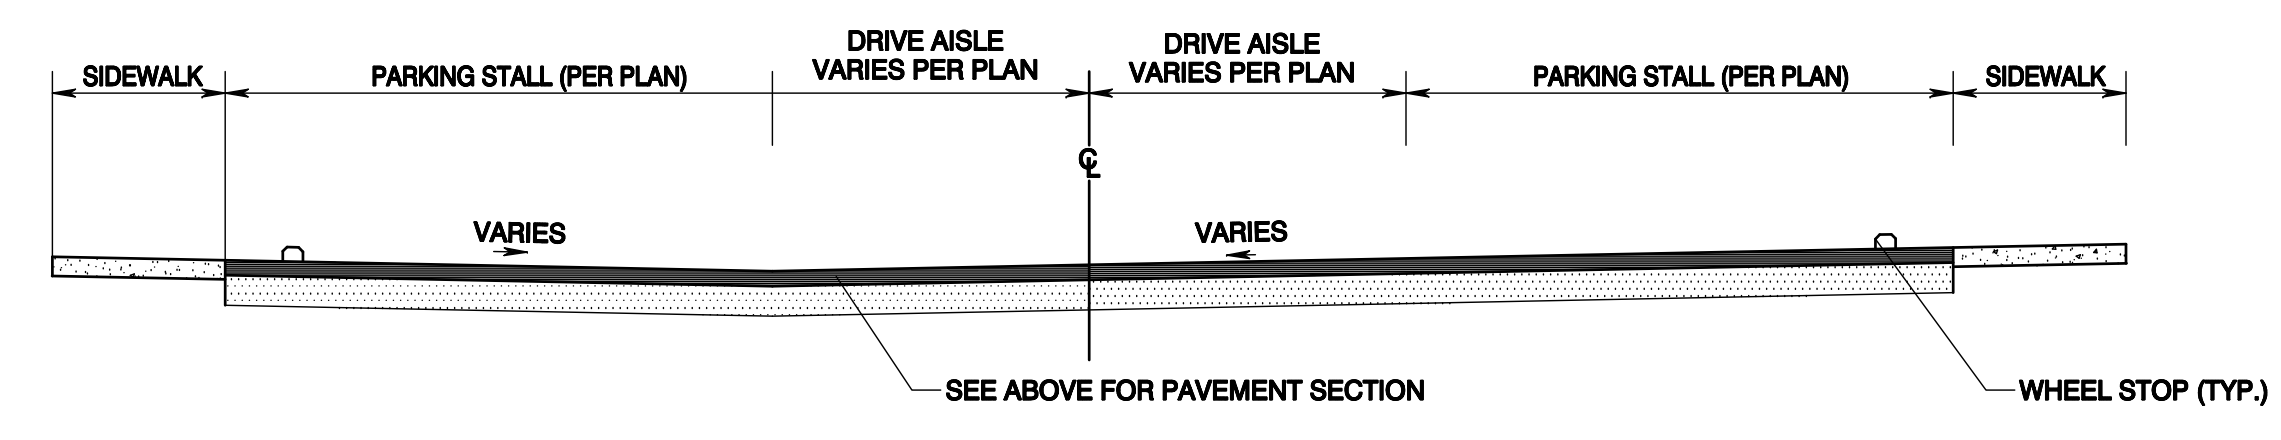 SIDEWALK
PARKING STALL (PER PLAN)
DRIVE AISLE
VARIES PER PLAN
DRIVE AISLE
VARIES PER PLAN
PARKING STALL (PER PLAN)
SIDEWALK
℄
VARIES
VARIES
SEE ABOVE FOR PAVEMENT SECTION
WHEEL STOP (TYP.)